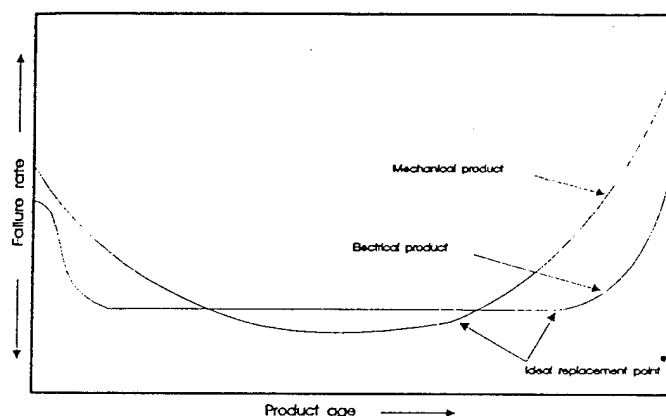 Mechanical product
Failure rate
Electrical product
Ideal replacement point
Product age